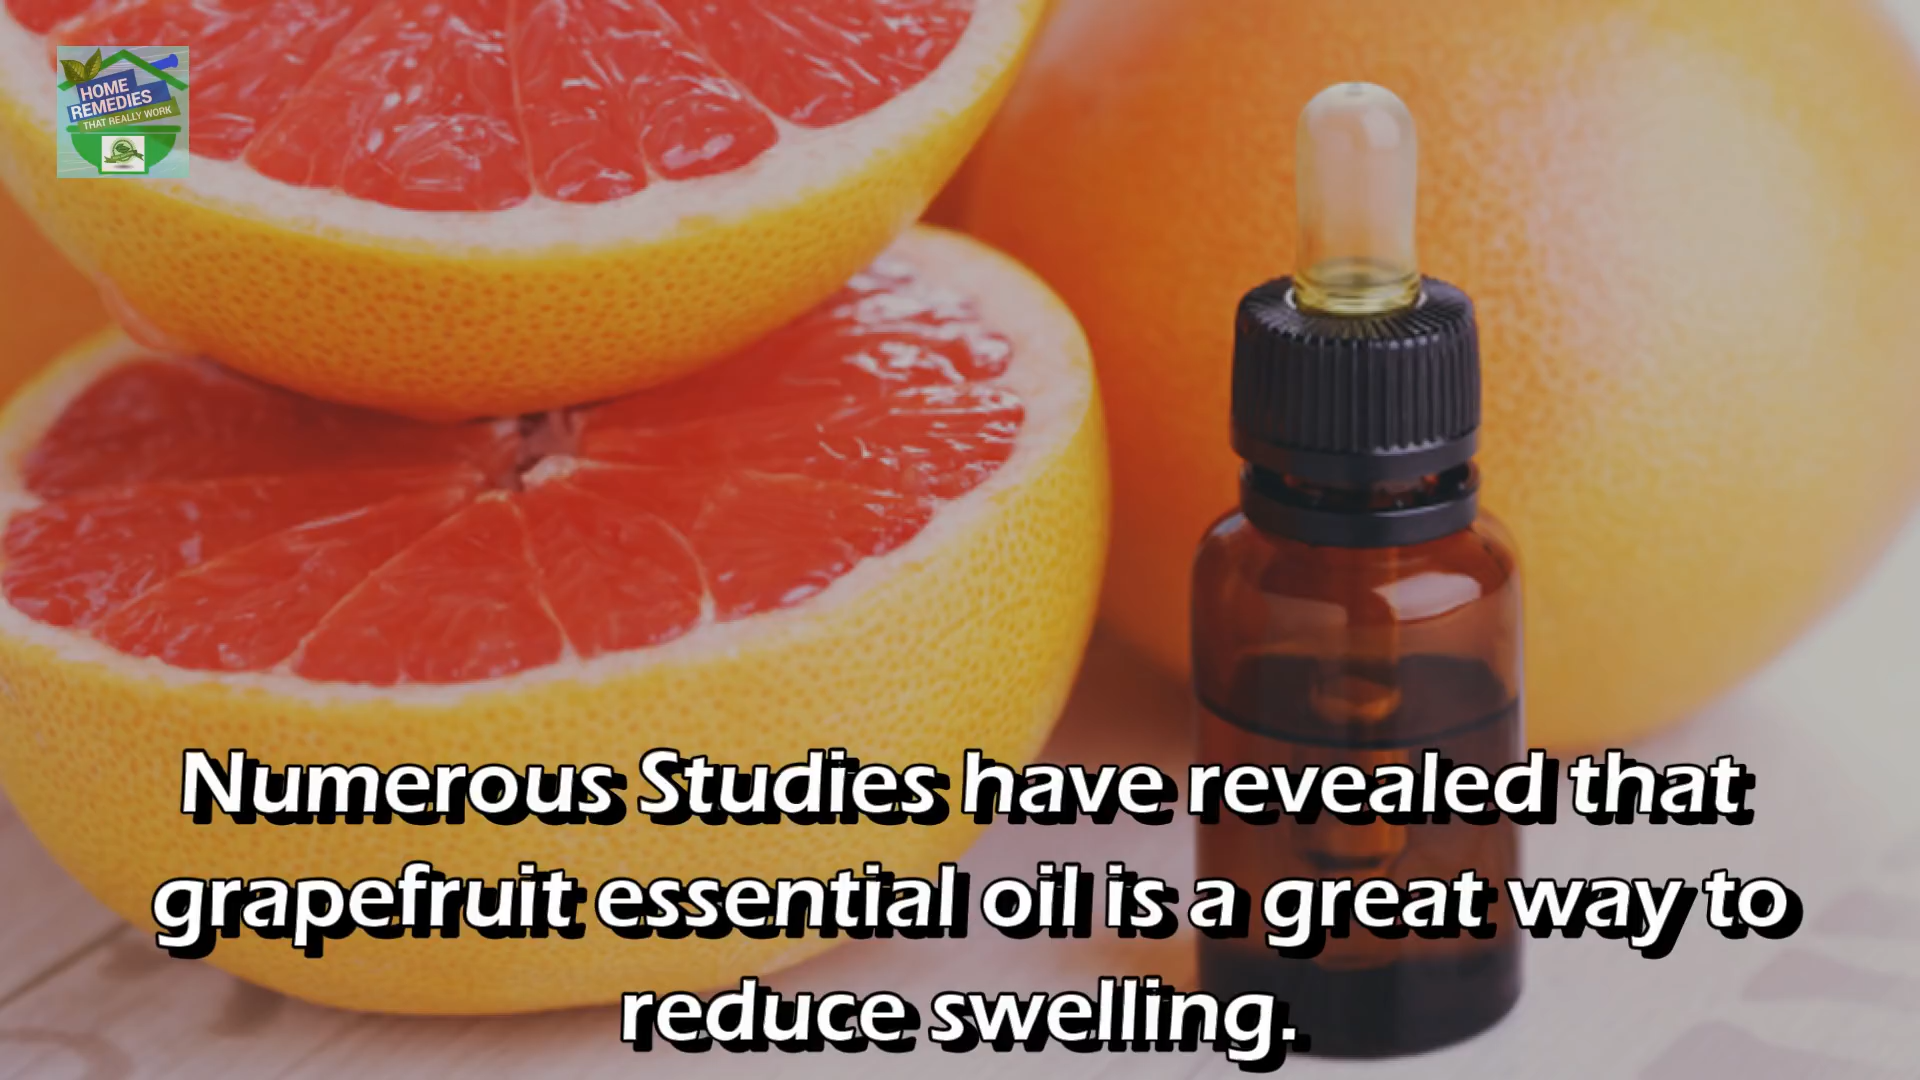 HOME
REMEDIES
THAT REALLY WORK
Numerous Studies have revealed that
grapefruit essential oil is a great way to
reduce swelling.